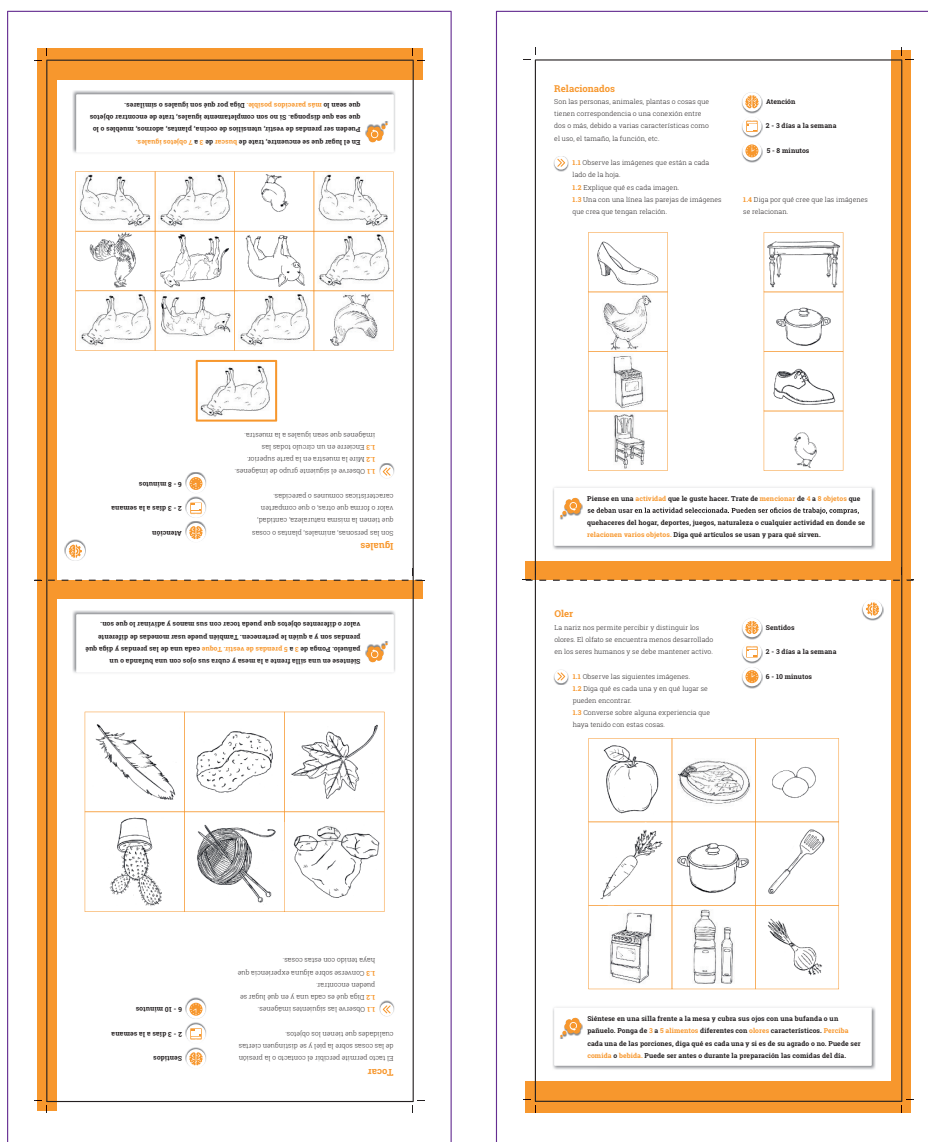 Iguales
Son las personas, animales, plantas o cosas
que tienen la misma naturaleza, cantidad,
valor o forma que otras, o que comparten
características comunes o parecidas.
Atención
2 - 3 días a la semana
6 - 8 minutos
1.1 Observe el siguiente grupo de imágenes.
1.2 Mire la muestra en la parte superior.
1.3 Encierre en un círculo todas las
imágenes que sean iguales a la muestra.
En el lugar que se encuentre, trate de buscar de 3 a 7 objetos iguales.
Pueden ser prendas de vestir, utensilios de cocina, plantas, adornos, muebles o lo
que sea que disponga. Si no son completamente iguales, trate de encontrar objetos
que sean lo más parecidos posible. Diga por qué son iguales o similares.
Tocar
El tacto permite percibir el contacto o la presión
de las cosas sobre la piel y se distinguen ciertas
cualidades que tienen los objetos.
Sentidos
2 - 3 días a la semana
6 - 10 minutos
1.1 Observe las siguientes imágenes.
1.2 Diga qué es cada una y en qué lugar se
pueden encontrar.
1.3 Converse sobre alguna experiencia que
haya tenido con estas cosas.
Siéntese en una silla frente a la mesa y cubra sus ojos con una bufanda o un
pañuelo. Ponga de 3 a 5 prendas de vestir. Toque cada una de las prendas y diga qué
prendas son y a quién le pertenecen. También puede usar monedas de diferente
valor o diferentes objetos que pueda tocar con sus manos y adivinar lo que son.
Relacionados
Son las personas, animales, plantas o cosas que
tienen correspondencia o una conexión entre
dos o más, debido a varias características como
el uso, el tamaño, la función, etc.
Atención
2 - 3 días a la semana
5 - 8 minutos
1.1 Observe las imágenes que están a cada
lado de la hoja.
1.2 Explique qué es cada imagen.
1.3 Una con una línea las parejas de imágenes
que crea que tengan relación.
1.4 Diga por qué cree que las imágenes
se relacionan.
Piense en una actividad que le guste hacer. Trate de mencionar de 4 a 8 objetos que
se deban usar en la actividad seleccionada. Pueden ser oficios de trabajo, compras,
quehaceres del hogar, deportes, juegos, naturaleza o cualquier actividad en donde se
relacionen varios objetos. Diga qué artículos se usan y para qué sirven.
Oler
La nariz nos permite percibir y distinguir los
olores. El olfato se encuentra menos desarrollado
en los seres humanos y se debe mantener activo.
Sentidos
2 - 3 días a la semana
6 - 10 minutos
1.1 Observe las siguientes imágenes.
1.2 Diga qué es cada una y en qué lugar se
pueden encontrar.
1.3 Converse sobre alguna experiencia que
haya tenido con estas cosas.
Siéntese en una silla frente a la mesa y cubra sus ojos con una bufanda o un
pañuelo. Ponga de 3 a 5 alimentos diferentes con olores característicos. Perciba
cada una de las porciones, diga qué es cada una y si es de su agrado o no. Puede ser
comida o bebida. Puede ser antes o durante la preparación las comidas del día.